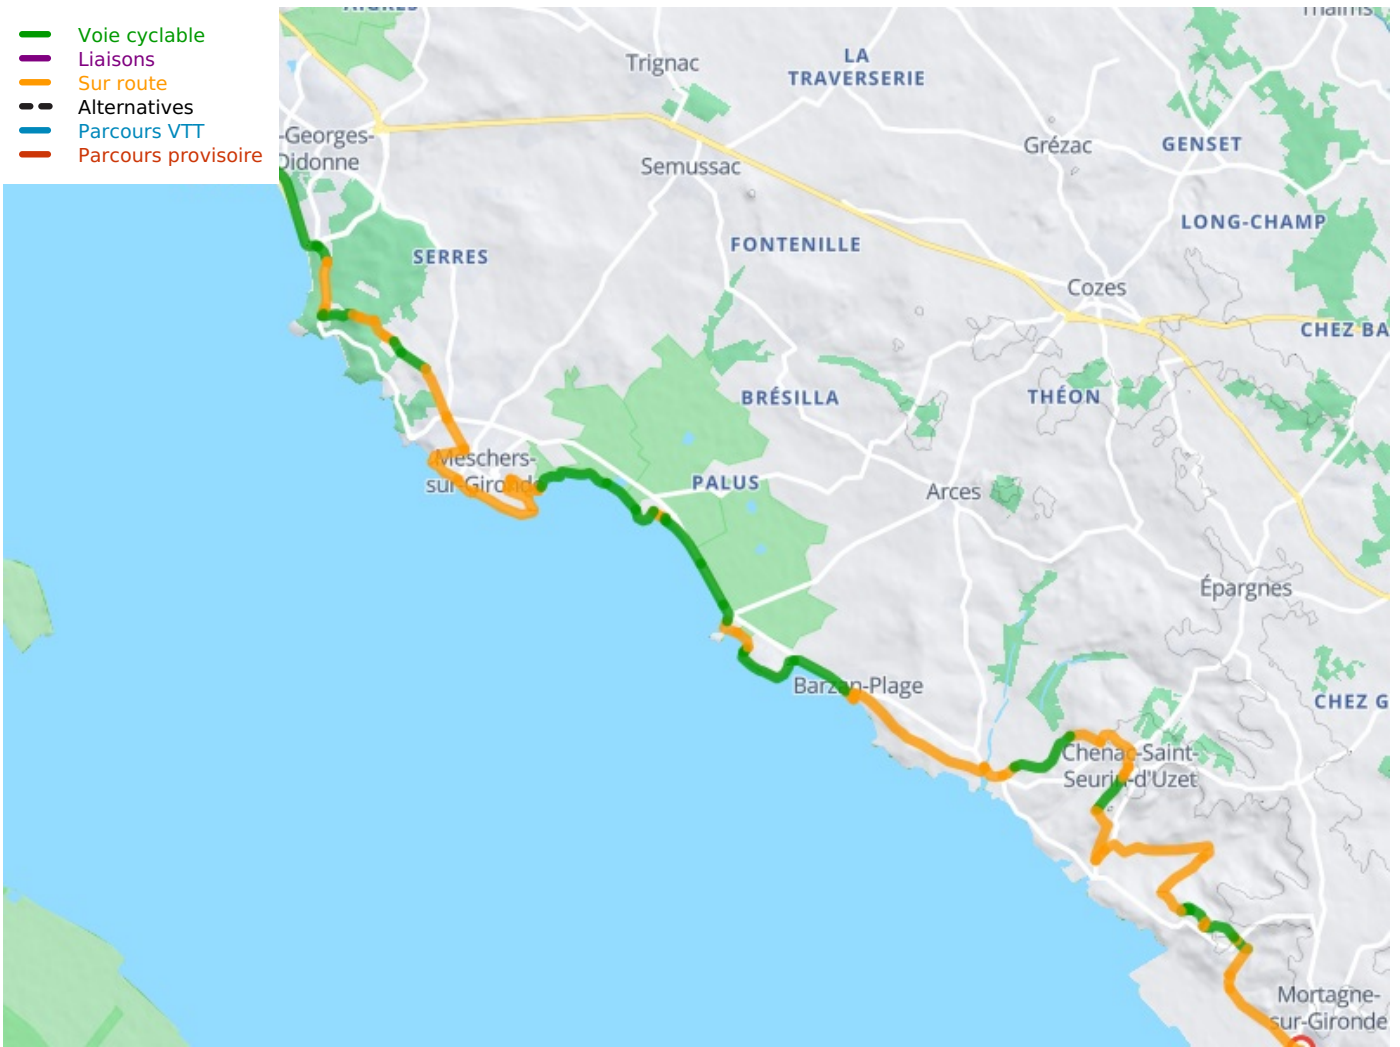 Voie cyclable
Liaisons
Sur route
Alternatives
Parcours VTT
Parcours provisoire
Trignac
LA
TRAVERSERIE
-Georges-
Didonne
Semussac
Grézac
GENSET
LONG-CHAMP
SERRES
FONTENILLE
Cozes
CHEZ BA
BRÉSILLA
THÉON
Meschers-
sur-Gironde
PALUS
Arces
Épargnes
Barzan-Plage
CHEZ G
Chenac-Saint-
Seurin-d'Uzet
Mortagne-
sur-Gironde